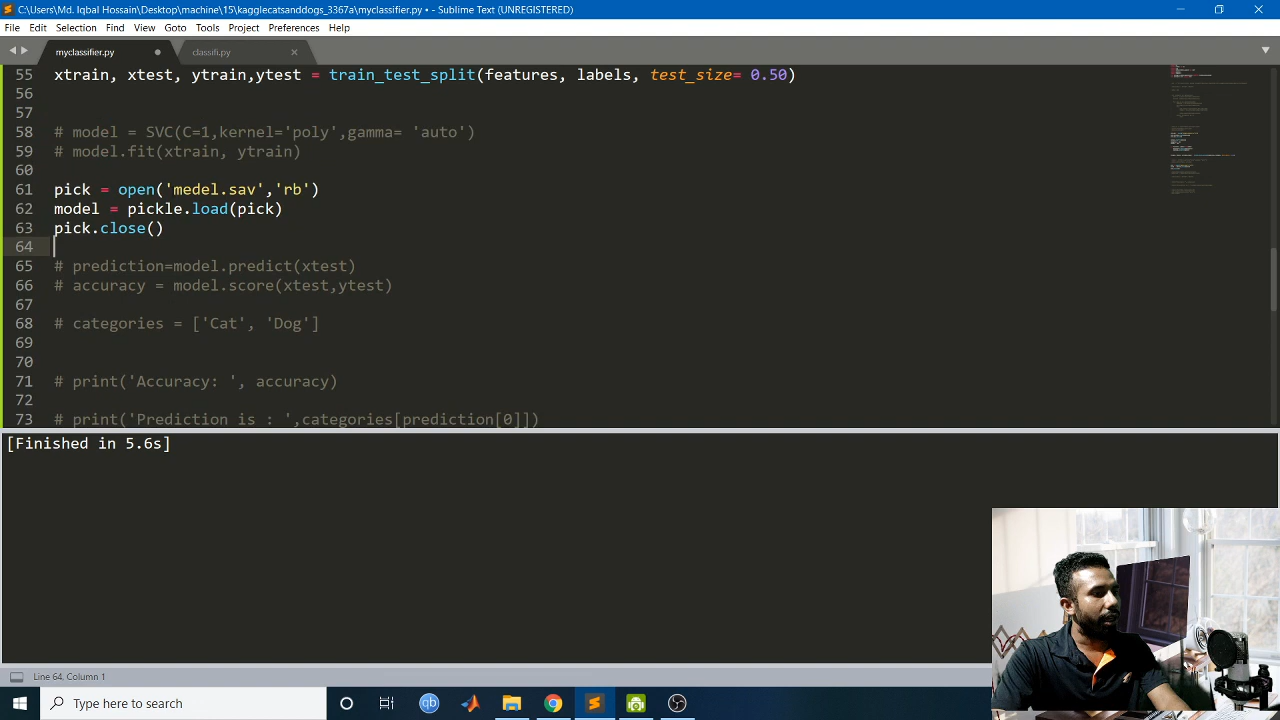 C:\Users\Md. Iqbal Hossain\Desktop\machine\15\kagglecatsanddogs_3367a\myclassifier.py • - Sublime Text (UNREGISTERED)
File Edit Selection Find View Goto Tools Project Preferences Help
myclassifier.py classifi.py
55 xtrain, xtest, ytrain,ytest = train_test_split(features, labels, test_size= 0.50)
56
57
58 # model = SVC(C=1,kernel='poly',gamma= 'auto')
59 # model.fit(xtrain, ytrain)
60
61 pick = open('medel.sav','rb')
62 model = pickle.load(pick)
63 pick.close()
64
65 # prediction=model.predict(xtest)
66 # accuracy = model.score(xtest,ytest)
67
68 # categories = ['Cat', 'Dog']
69
70
71 # print('Accuracy: ', accuracy)
72
73 # print('Prediction is : ',categories[prediction[0]])
[Finished in 5.6s]
Line 64, Column 1
Type here to search
qb